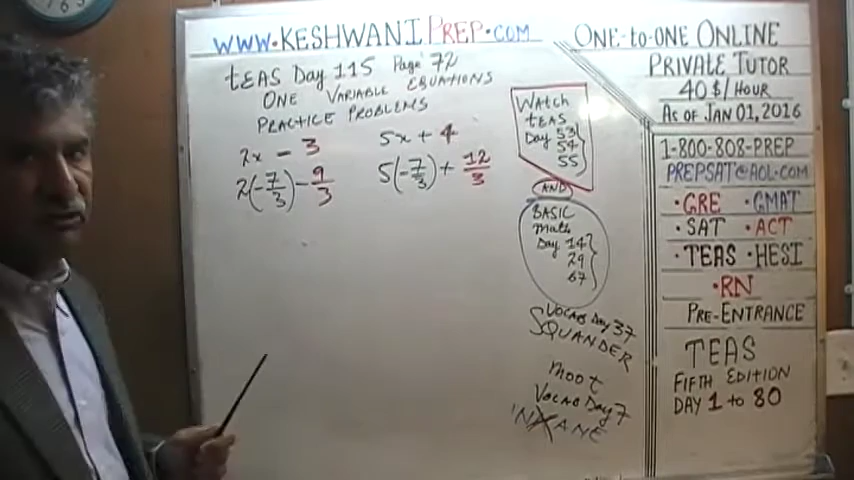 WWW.KESHWANIPREP.COM
TEAS Day 115 Page 72
ONE VARIABLE EQUATIONS
PRACTICE PROBLEMS
2x - 3
5x + 4
2(-7/3) - 9/3
5(-7/3) + 12/3
Watch
TEAS
Day 53
54
55
AND
BASIC
Math
Day 14
29
67
VOCAB Day 37
SQUANDER
moot
Vocab Day 7
INANE
ONE-to-ONE ONLINE
PRIVATE TUTOR
40$/HOUR
AS OF JAN 01, 2016
1-800-808-PREP
PREPSAT@AOL.COM
•GRE •GMAT
•SAT •ACT
•TEAS •HESI
•RN
PRE-ENTRANCE
TEAS
FIFTH EDITION
DAY 1 to 80